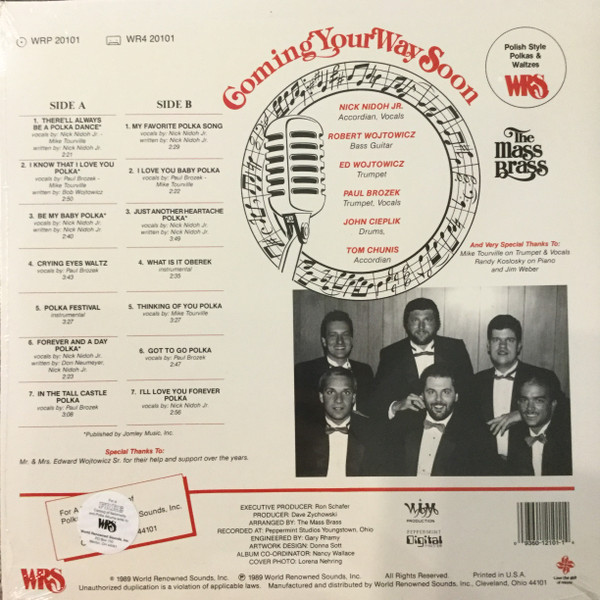 WRP 20101
WR4 20101
Coming Your Way Soon
Polish Style
Polkas &
Waltzes
WRS
The
Mass
Brass
SIDE A
1. THERE'LL ALWAYS
BE A POLKA DANCE*
vocals by: Nick Nidoh Jr. -
Mike Tourville
written by: Nick Nidoh Jr.
2:21
2. I KNOW THAT I LOVE YOU
POLKA*
vocals by: Paul Brozek -
Mike Tourville
written by: Bob Wojtowicz
2:50
3. BE MY BABY POLKA*
vocals by: Nick Nidoh Jr.
written by: Nick Nidoh Jr.
2:40
4. CRYING EYES WALTZ
vocals by: Paul Brozek
3:43
5. POLKA FESTIVAL
instrumental
3:27
6. FOREVER AND A DAY
POLKA*
vocals by: Nick Nidoh Jr.
written by: Don Neumeyer,
Nick Nidoh Jr.
2:23
7. IN THE TALL CASTLE
POLKA
vocals by: Paul Brozek
3:08
SIDE B
1. MY FAVORITE POLKA SONG
vocals by: Nick Nidoh Jr.
2:29
2. I LOVE YOU BABY POLKA
vocals by: Paul Brozek -
Mike Tourville
2:22
3. JUST ANOTHER HEARTACHE
POLKA*
vocals by: Nick Nidoh Jr.
written by: Nick Nidoh Jr.
3:49
4. WHAT IS IT OBEREK
instrumental
2:35
5. THINKING OF YOU POLKA
vocals by: Mike Tourville
3:27
6. GOT TO GO POLKA
vocals by: Paul Brozek
2:47
7. I'LL LOVE YOU FOREVER
POLKA
vocals by: Nick Nidoh Jr.
2:56
*Published by Jomley Music, Inc.
Special Thanks To:
Mr. & Mrs. Edward Wojtowicz Sr. for their help and support over the years.
NICK NIDOH JR.
Accordian, Vocals
ROBERT WOJTOWICZ
Bass Guitar
ED WOJTOWICZ
Trumpet
PAUL BROZEK
Trumpet, Vocals
JOHN CIEPLIK
Drums,
TOM CHUNIS
Accordian
And Very Special Thanks To:
Mike Tourville on Trumpet & Vocals
Randy Koslosky on Piano
and Jim Weber
For A
of
Polk
Sounds, Inc.
44101
WRS
World Renowned Sounds, Inc.
EXECUTIVE PRODUCER: Ron Schafer
PRODUCER: Dave Zychowski
ARRANGED BY: The Mass Brass
RECORDED AT: Peppermint Studios Youngstown, Ohio
ENGINEERED BY: Gary Rhamy
ARTWORK DESIGN: Donna Sott
ALBUM CO-ORDINATOR: Nancy Wallace
COVER PHOTO: Lorena Nehring
PRODUCTION
PEPPERMINT
Digital
9360-12101-1
WRS
℗ 1989 World Renowned Sounds, Inc. © 1989 World Renowned Sounds, Inc. All Rights Reserved. Printed in U.S.A.
Unauthorized duplication is a violation of applicable laws. Manufactured and distributed by World Renowned Sounds, Inc., Cleveland, Ohio 44101